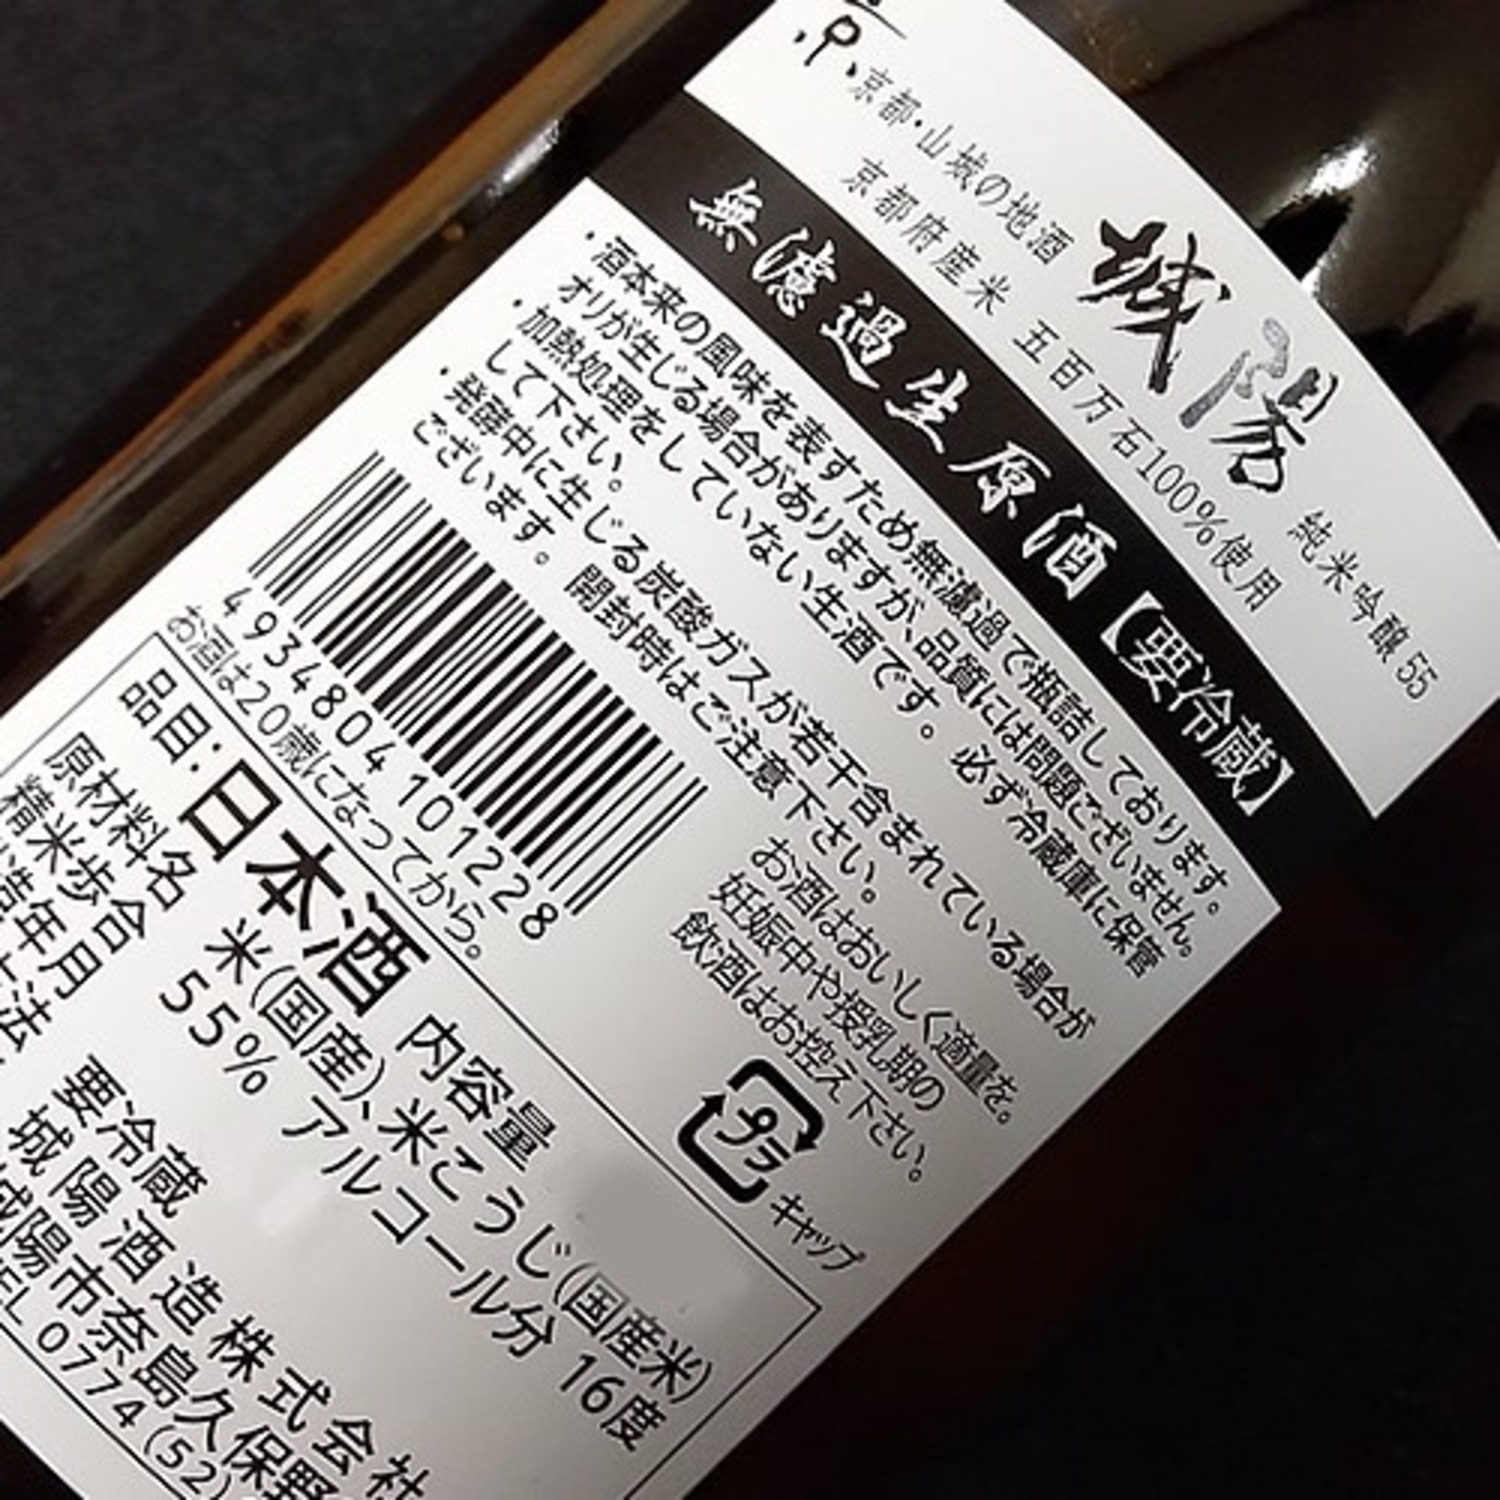 京・山城の地酒 城陽 純米吟醸55
京都府産米 五百万石100%使用
無濾過生原酒【要冷蔵】
・酒本来の風味を表すため無濾過で瓶詰しております。
オリが生じる場合がありますが、品質には問題ございません。
・加熱処理をしていない生酒です。必ず冷蔵庫に保管
して下さい。
・発酵中に生じる炭酸ガスが若干含まれている場合が
ございます。開封時はご注意下さい。
4934804101228
お酒はおいしく適量を。
妊娠中や授乳期の
飲酒はお控え下さい。
プラ
キャップ
お酒は20歳になってから。
品目:日本酒 内容量
原材料名 米(国産)、米こうじ(国産米)
精米歩合 55% アルコール分 16度
造年月
法 要冷蔵
城陽酒造株式会社
城陽市奈島久保野
TEL 0774(52)